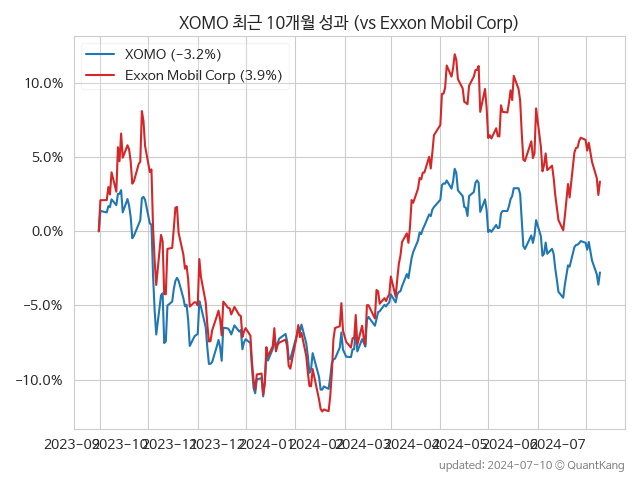 XOMO 최근 10개월 성과 (vs Exxon Mobil Corp)
XOMO (−3.2%)
Exxon Mobil Corp (3.9%)
10.0%
5.0%
0.0%
−5.0%
−10.0%
2023-09 2023-10 2023-11 2023-12 2024-01 2024-02 2024-03 2024-04 2024-05 2024-06 2024-07
updated: 2024-07-10 © QuantKang